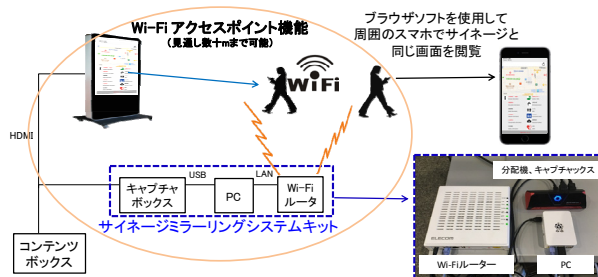 Wi-Fi アクセスポイント機能
(見通し数十mまで可能)
ブラウザソフトを使用して
周囲のスマホでサイネージと
同じ画面を閲覧
WiFi
HDMI
USB
LAN
キャプチャ
ボックス
PC
Wi-Fi
ルータ
サイネージミラーリングシステムキット
コンテンツ
ボックス
分配機、キャプチャックス
ELECOM
Wi-Fiルーター
PC